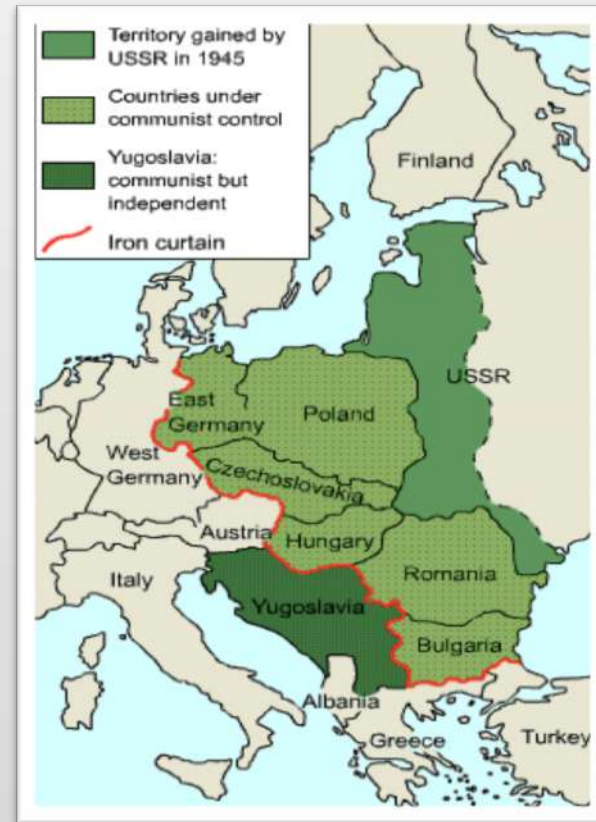 Territory gained by
USSR in 1945
Countries under
communist control
Yugoslavia:
communist but
independent
Iron curtain
Finland
USSR
East
Germany
Poland
West
Germany
Czechoslovakia
Austria
Hungary
Italy
Romania
Yugoslavia
Bulgaria
Albania
Greece
Turkey